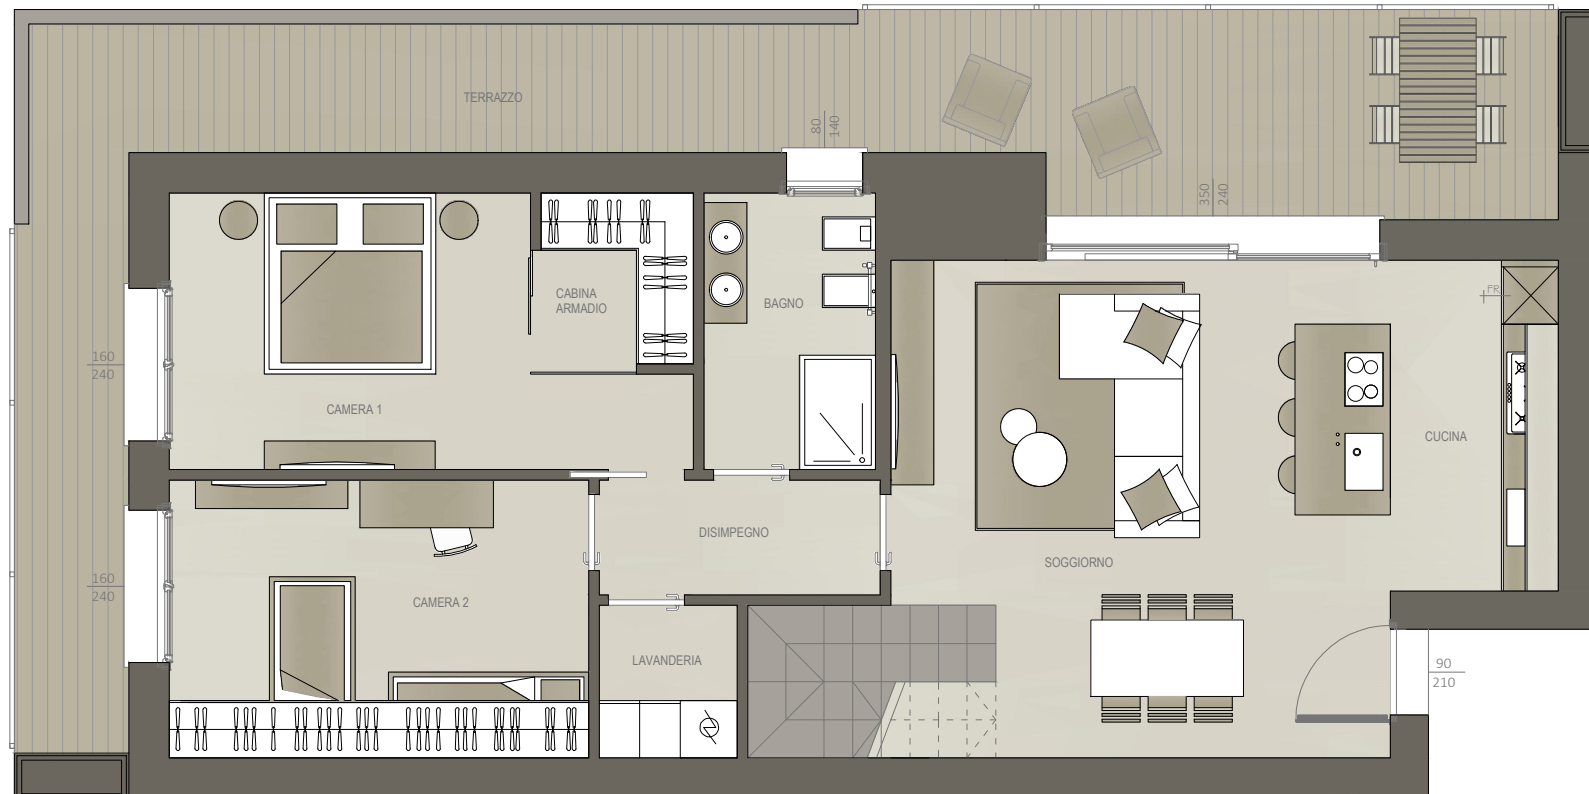 TERRAZZO
80
140
350
240
CABINA
ARMADIO
BAGNO
FR
160
240
CAMERA 1
CUCINA
DISIMPEGNO
SOGGIORNO
160
240
CAMERA 2
LAVANDERIA
90
210